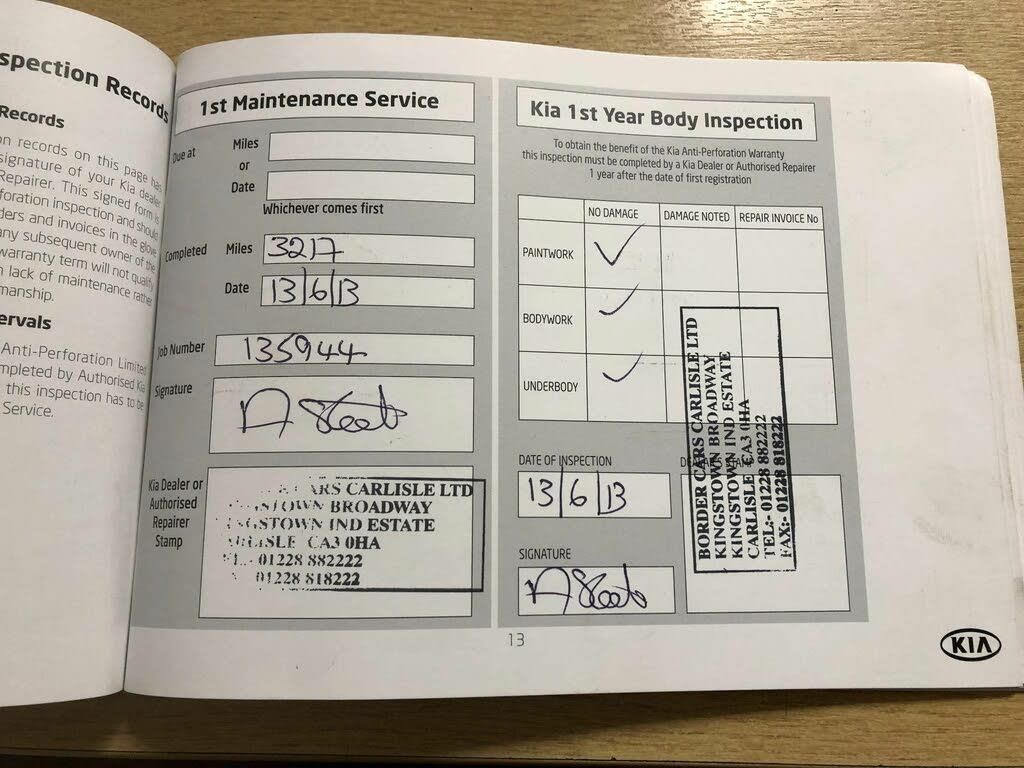 spection Records
Records
on records on this page has
signature of your Kia dealer
Repairer. This signed form is
foration inspection and should
ders and invoices in the glove
any subsequent owner of the
warranty term will not qualify
lack of maintenance rather
manship.
ervals
Anti-Perforation Limited
mpleted by Authorised Kia
this inspection has to be
Service.
1st Maintenance Service
Due at
Miles
or
Date
Whichever comes first
Completed Miles 3217
Date 13/6/13
Job Number 135944
Signature
Kia Dealer or
Authorised
Repairer
Stamp
ARS CARLISLE LTD
STOWN BROADWAY
NGSTOWN IND ESTATE
ARLISLE CA3 0HA
01228 882222
01228 818222
Kia 1st Year Body Inspection
To obtain the benefit of the Kia Anti-Perforation Warranty
this inspection must be completed by a Kia Dealer or Authorised Repairer
1 year after the date of first registration
NO DAMAGE DAMAGE NOTED REPAIR INVOICE No
PAINTWORK
BODYWORK
UNDERBODY
DATE OF INSPECTION
13/6/13
SIGNATURE
BORDER CARS CARLISLE LTD
KINGSTOWN BROADWAY
KINGSTOWN IND ESTATE
CARLISLE CA3 0HA
TEL:- 01228 882222
FAX:- 01228 818222
13
KIA